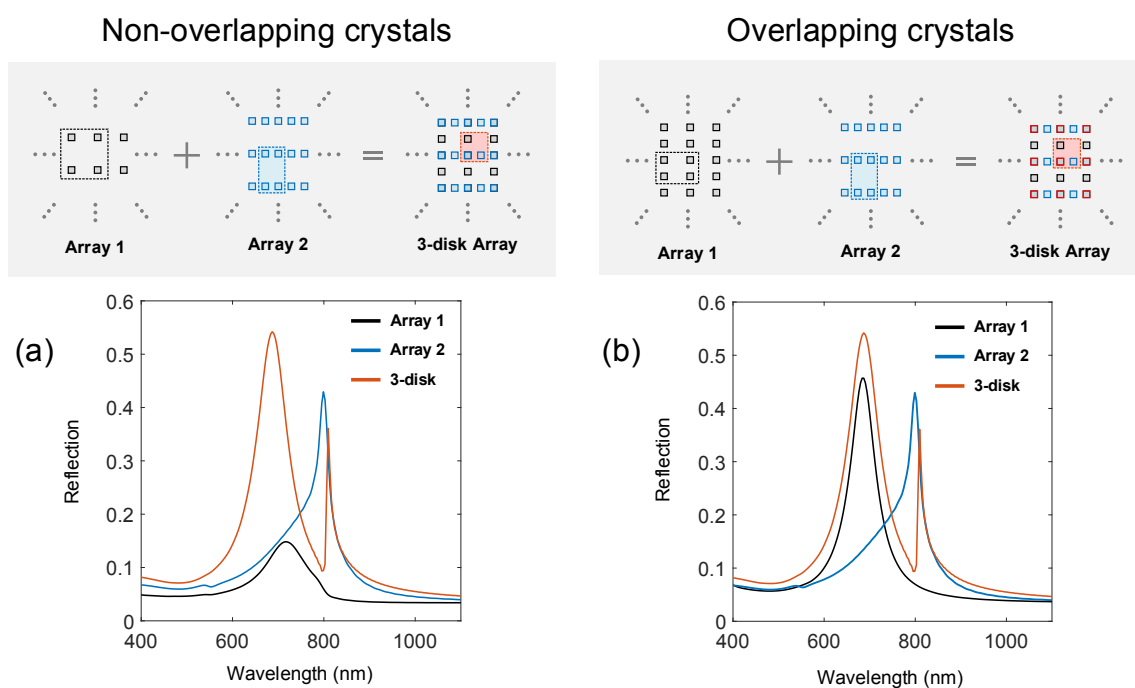 Non-overlapping crystals
Overlapping crystals
+ =
Array 1 Array 2 3-disk Array
+ =
Array 1 Array 2 3-disk Array
(a)
0.6
0.5
0.4
0.3
0.2
0.1
0
Reflection
Array 1
Array 2
3-disk
400 600 800 1000
Wavelength (nm)
(b)
0.6
0.5
0.4
0.3
0.2
0.1
0
Reflection
Array 1
Array 2
3-disk
400 600 800 1000
Wavelength (nm)